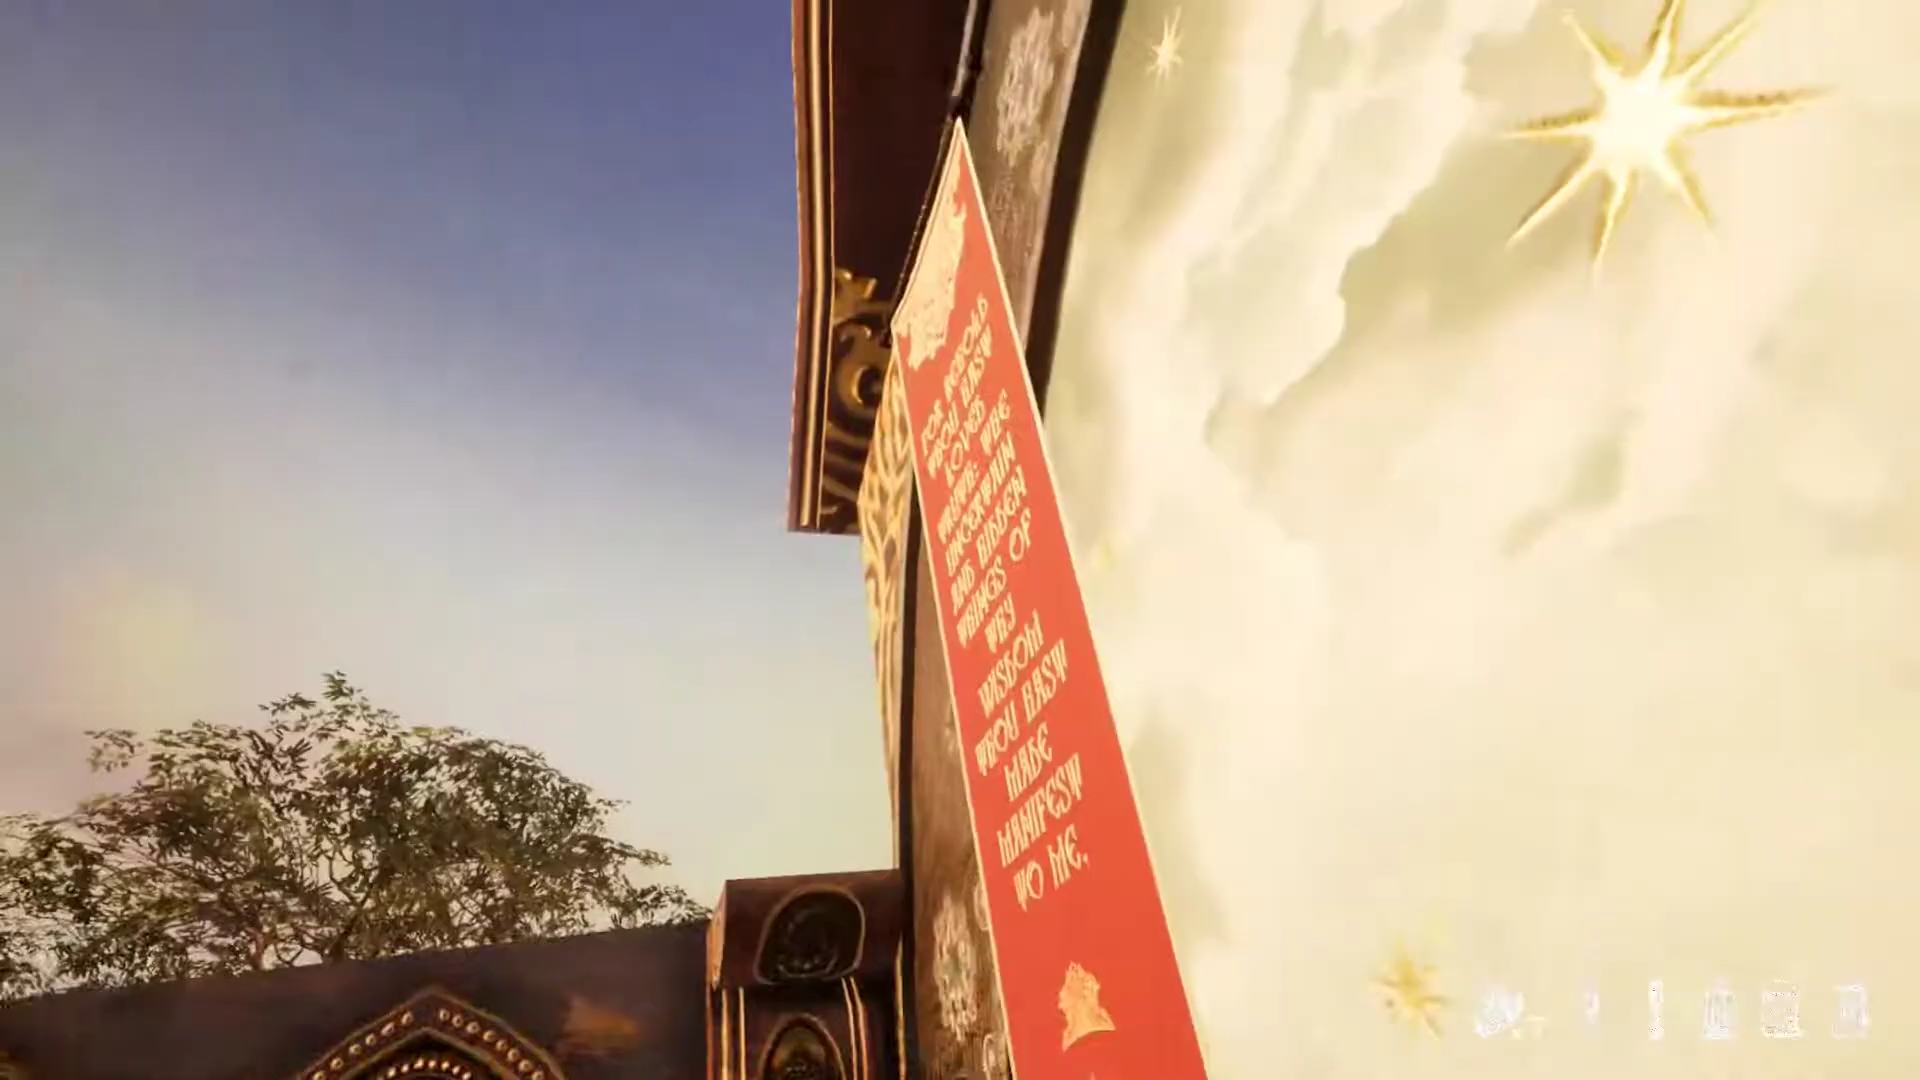 FOR BEHOLD
THOU HAST
LOVED
TRUTH: THE
UNCERTAIN
AND HIDDEN
THINGS OF
THY
WISDOM
THOU HAST
MADE
MANIFEST
TO ME.